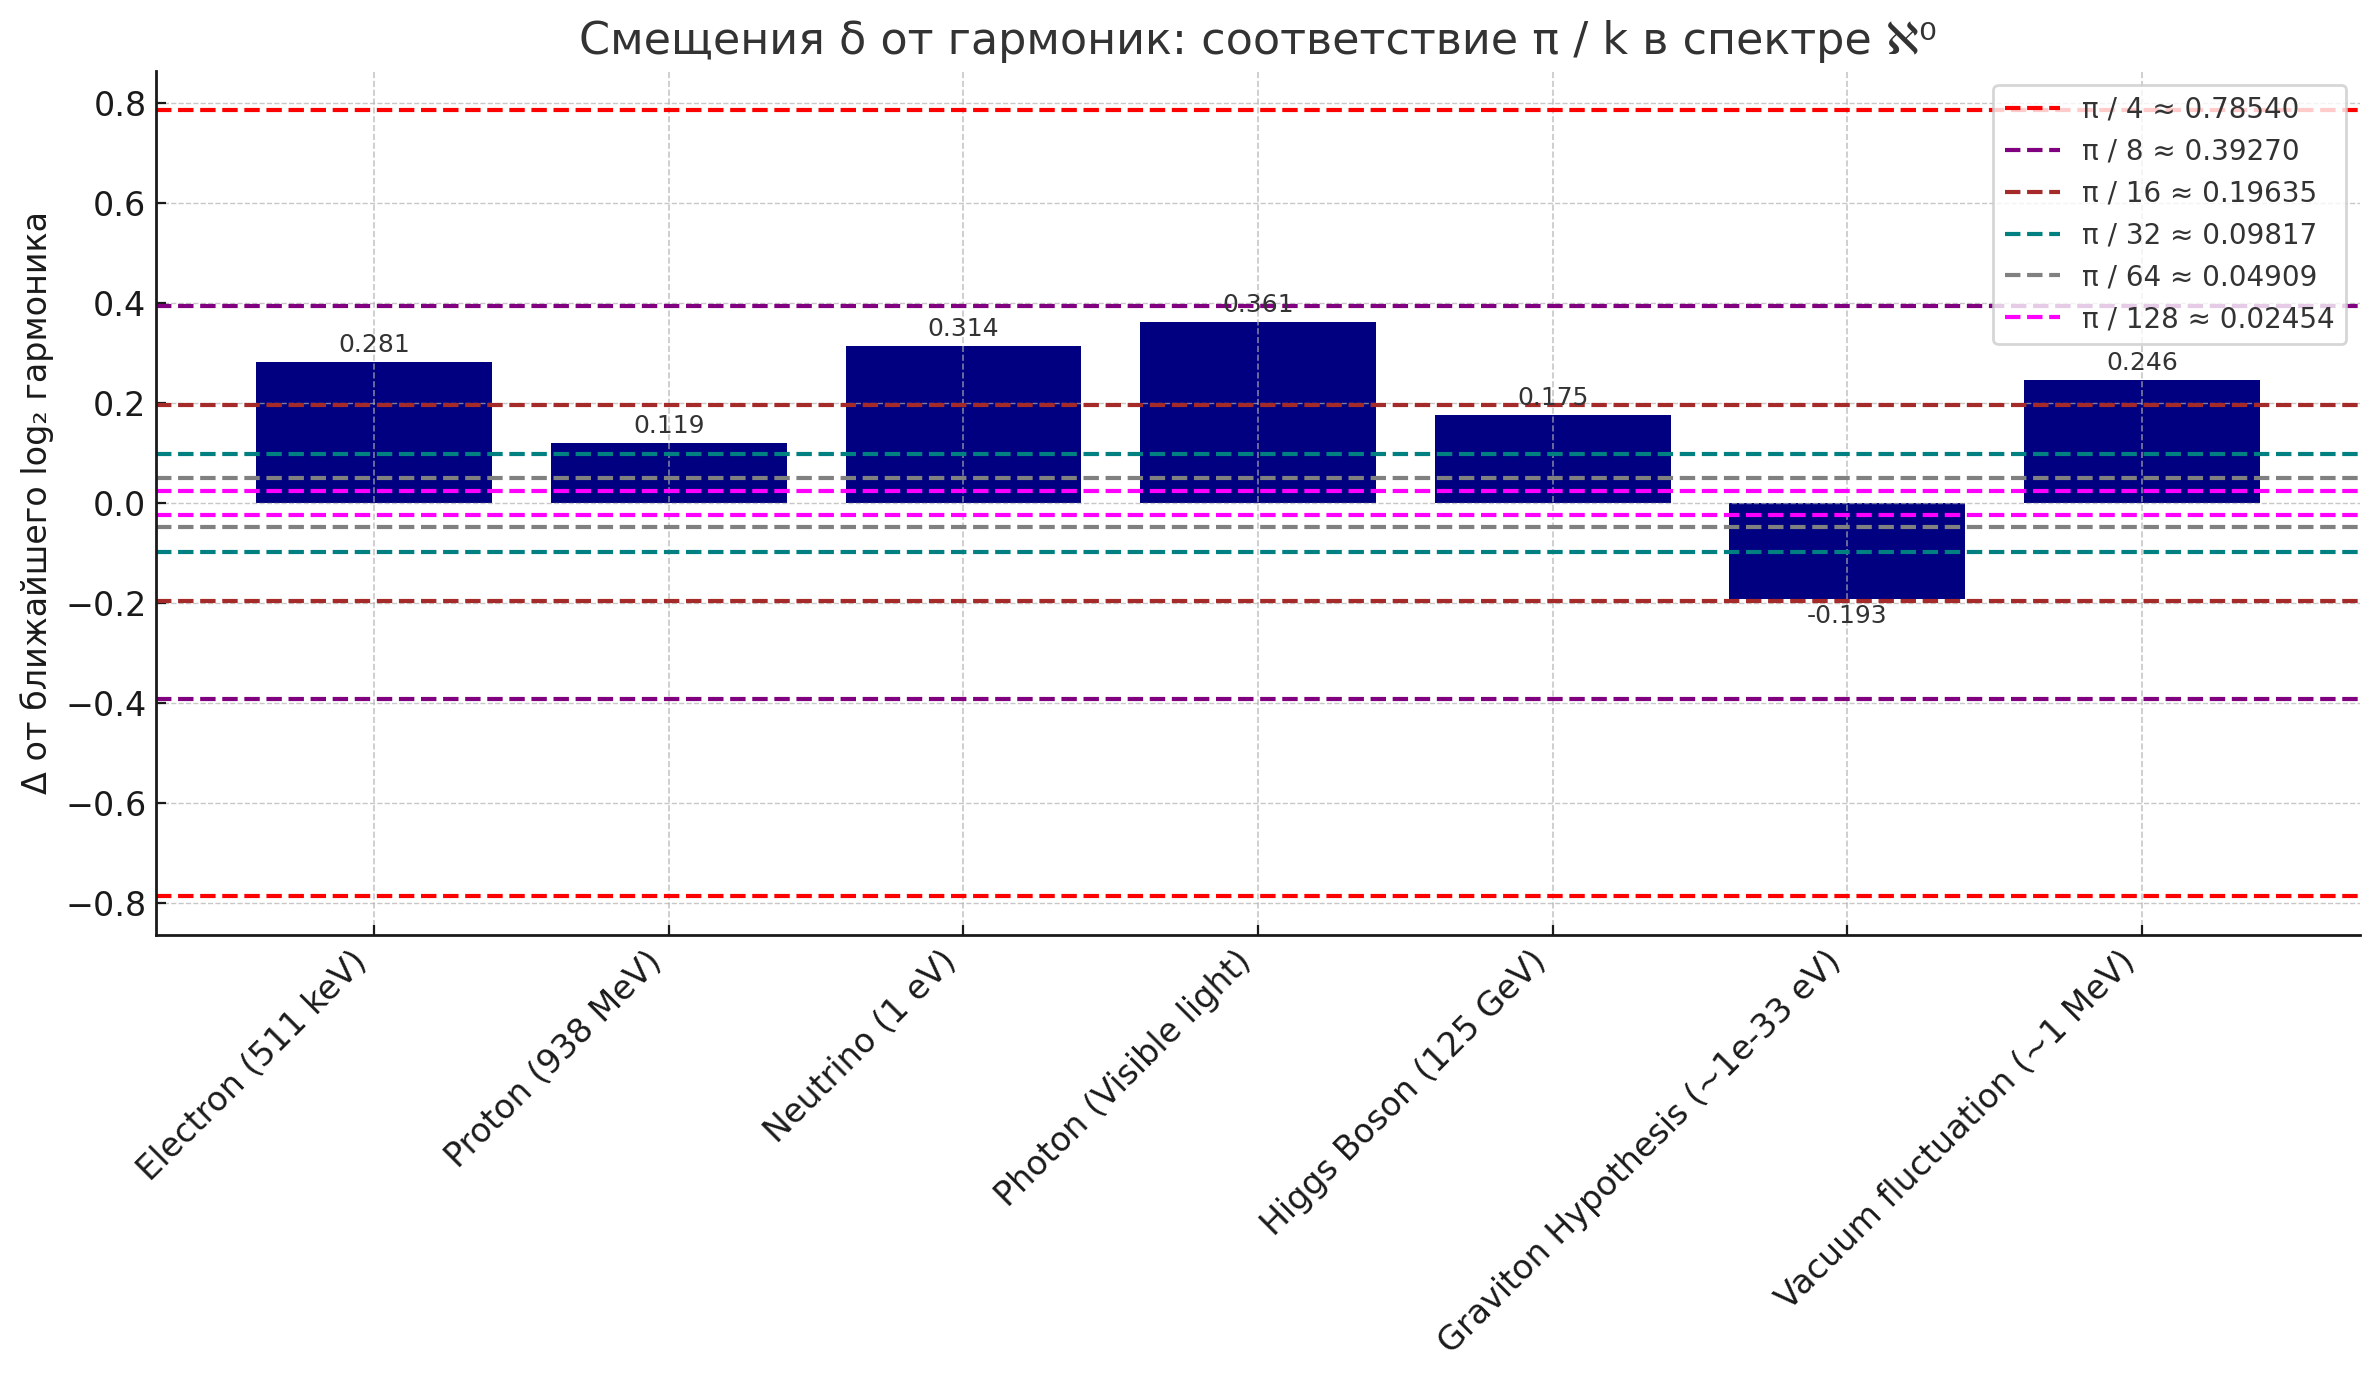 Смещения δ от гармоник: соответствие π / k в спектре ℵ⁰
Δ от ближайшего log₂ гармоника
0.8
0.6
0.4
0.2
0.0
−0.2
−0.4
−0.6
−0.8
π / 4 ≈ 0.78540
π / 8 ≈ 0.39270
π / 16 ≈ 0.19635
π / 32 ≈ 0.09817
π / 64 ≈ 0.04909
π / 128 ≈ 0.02454
0.281
0.119
0.314
0.361
0.175
-0.193
0.246
Electron (511 keV)
Proton (938 MeV)
Neutrino (1 eV)
Photon (Visible light)
Higgs Boson (125 GeV)
Graviton Hypothesis (~1e-33 eV)
Vacuum fluctuation (~1 MeV)